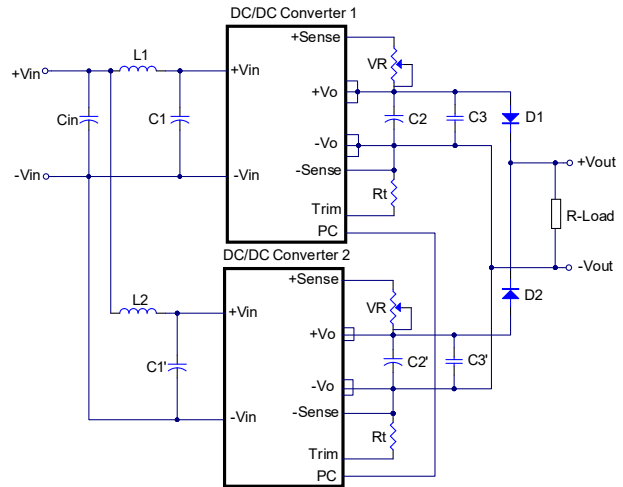 DC/DC Converter 1
+Sense
L1
VR
+Vin
+Vin
+Vo
Cin
C1
C2
C3
D1
-Vo
+Vout
-Vin
-Vin
-Sense
Rt
R-Load
Trim
PC
DC/DC Converter 2
-Vout
+Sense
L2
VR
D2
+Vin
+Vo
C1'
C2'
C3'
-Vo
-Vin
-Sense
Rt
Trim
PC